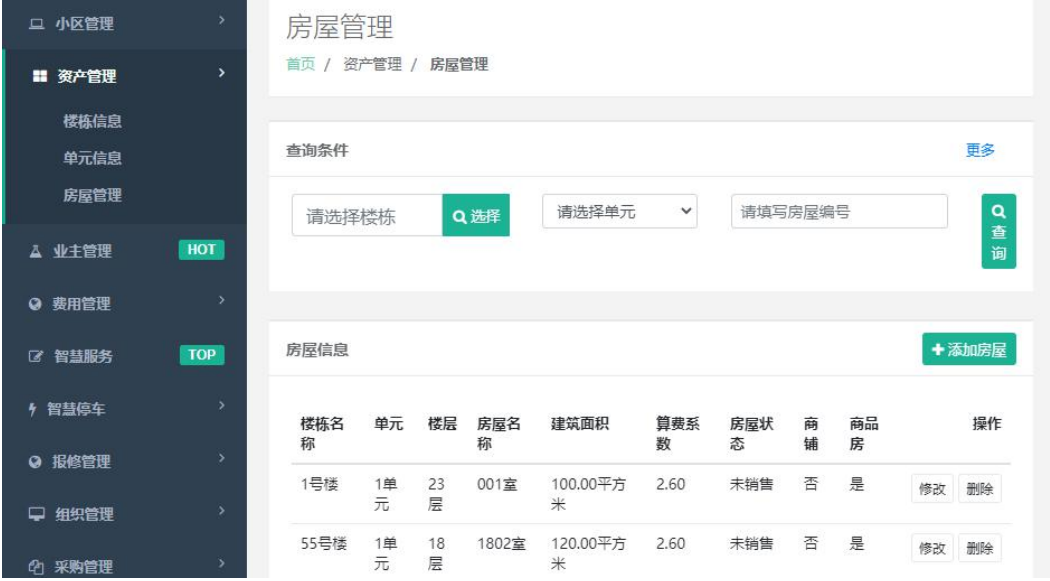 小区管理
资产管理
楼栋信息
单元信息
房屋管理
业主管理 HOT
费用管理
智慧服务 TOP
智慧停车
报修管理
组织管理
采购管理
房屋管理
首页 / 资产管理 / 房屋管理
查询条件 更多
请选择楼栋 选择 请选择单元 请填写房屋编号 查询
房屋信息 添加房屋
楼栋名称 单元 楼层 房屋名称 建筑面积 算费系数 房屋状态 商铺 商品房 操作
1号楼 1单元 23层 001室 100.00平方米 2.60 未销售 否 是 修改 删除
55号楼 1单元 18层 1802室 120.00平方米 2.60 未销售 否 是 修改 删除